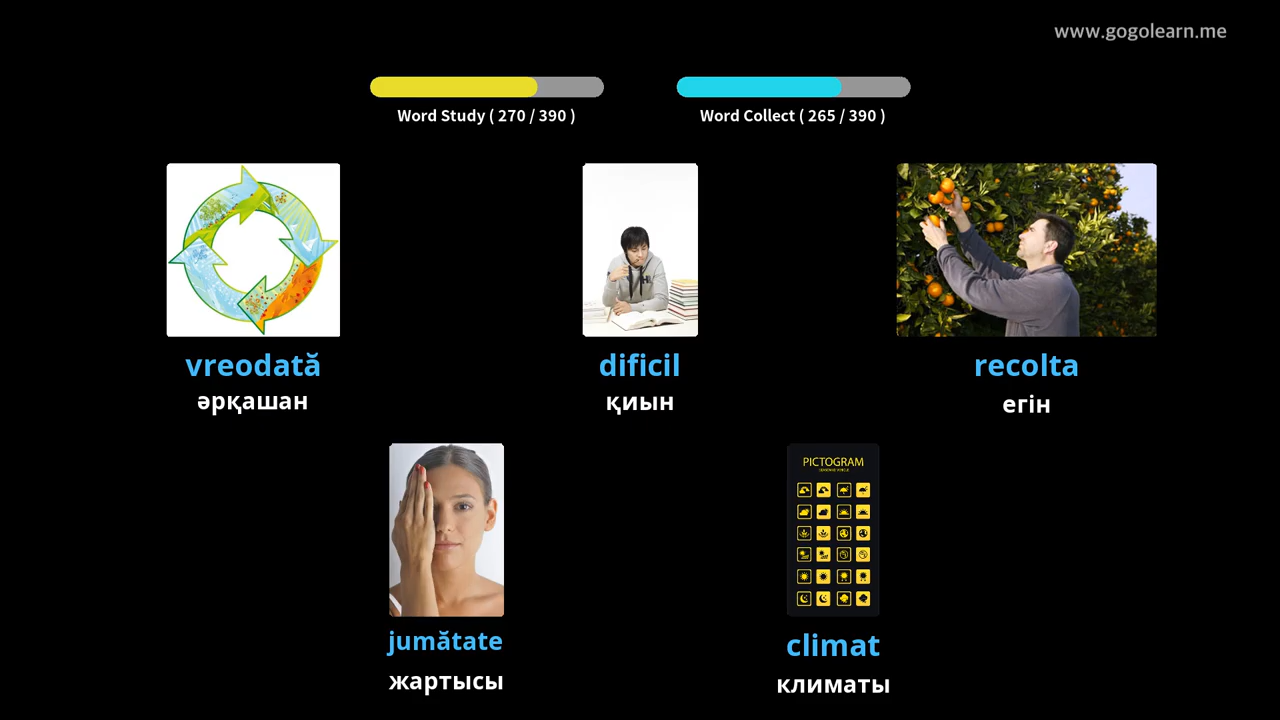 www.gogolearn.me
Word Study ( 270 / 390 )
Word Collect ( 265 / 390 )
vreodată
әрқашан
dificil
қиын
recolta
егін
PICTOGRAM
jumătate
жартысы
climat
климаты